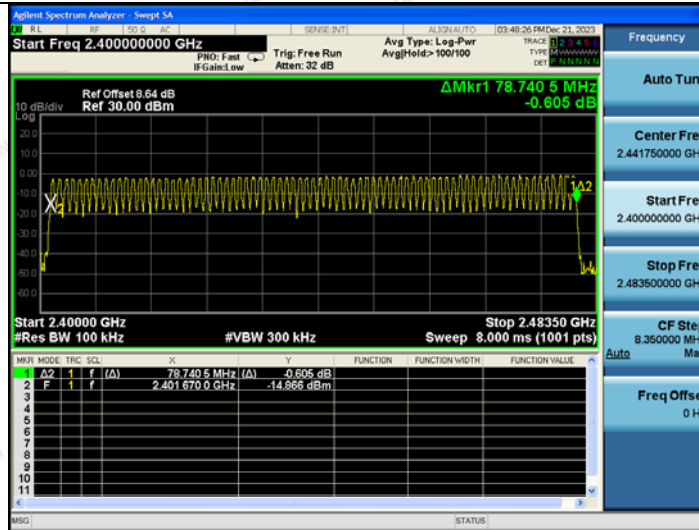 Agilent Spectrum Analyzer - Swept SA
RL RF 50 Ω AC SENSE:INT ALIGN AUTO 03:48:26 PM Dec 21, 2023
Start Freq 2.400000000 GHz
PNO: Fast
IFGain:Low
Trig: Free Run
Atten: 32 dB
Avg Type: Log-Pwr
Avg|Hold:>100/100
TRACE 1 2 3 4 5 6
TYPE M
DET P N N N N N
Frequency
Auto Tun
Center Fre
2.441750000 GH
Start Fre
2.400000000 GH
Stop Fre
2.483500000 GH
CF Ste
8.350000 MH
Auto Ma
Freq Offse
0 H
Ref Offset 8.64 dB
10 dB/div Ref 30.00 dBm
Log
ΔMkr1 78.740 5 MHz
-0.605 dB
20.0
10.0
0.00
-10.0
-20.0
-30.0
-40.0
-50.0
-60.0
2
1Δ2
Start 2.40000 GHz Stop 2.48350 GHz
#Res BW 100 kHz #VBW 300 kHz Sweep 8.000 ms (1001 pts)
MKR MODE TRC SCL X Y FUNCTION FUNCTION WIDTH FUNCTION VALUE
1 Δ2 1 f (Δ) 78.740 5 MHz (Δ) -0.605 dB
2 F 1 f 2.401 670 0 GHz -14.866 dBm
3
4
5
6
7
8
9
10
11
MSG STATUS